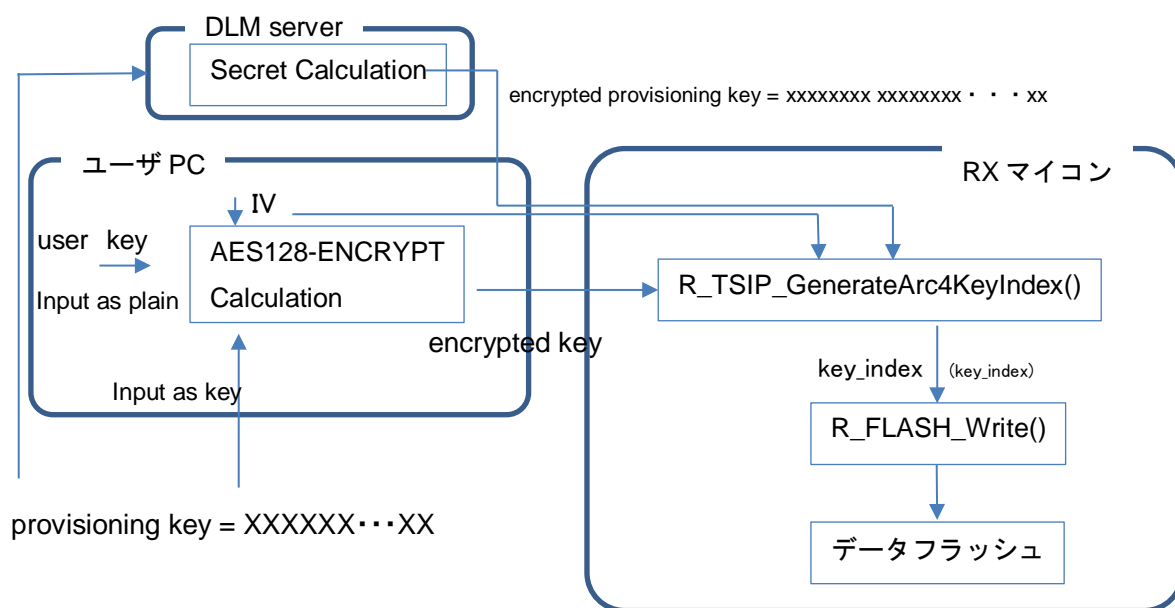 DLM server
Secret Calculation
encrypted provisioning key = xxxxxxxx xxxxxxxx・・・xx
ユーザ PC
RX マイコン
IV
user key
Input as plain
AES128-ENCRYPT
Calculation
R_TSIP_GenerateArc4KeyIndex()
encrypted key
key_index (key_index)
Input as key
R_FLASH_Write()
provisioning key = XXXXXX・・・XX
データフラッシュ